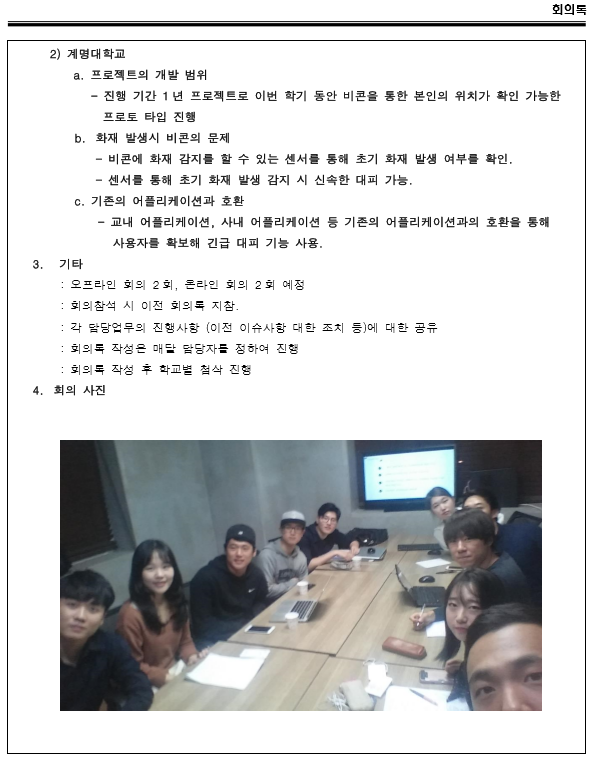 회의록
2) 계명대학교
a. 프로젝트의 개발 범위
- 진행 기간 1년 프로젝트로 이번 학기 동안 비콘을 통한 본인의 위치가 확인 가능한
프로토 타입 진행
b. 화재 발생시 비콘의 문제
- 비콘에 화재 감지를 할 수 있는 센서를 통해 초기 화재 발생 여부를 확인.
- 센서를 통해 초기 화재 발생 감지 시 신속한 대피 가능.
c. 기존의 어플리케이션과 호환
- 교내 어플리케이션, 사내 어플리케이션 등 기존의 어플리케이션과의 호환을 통해
사용자를 확보해 긴급 대피 기능 사용.
3. 기타
: 오프라인 회의 2회, 온라인 회의 2회 예정
: 회의참석 시 이전 회의록 지참.
: 각 담당업무의 진행사항 (이전 이슈사항 대한 조치 등)에 대한 공유
: 회의록 작성은 매달 담당자를 정하여 진행
: 회의록 작성 후 학교별 첨삭 진행
4. 회의 사진